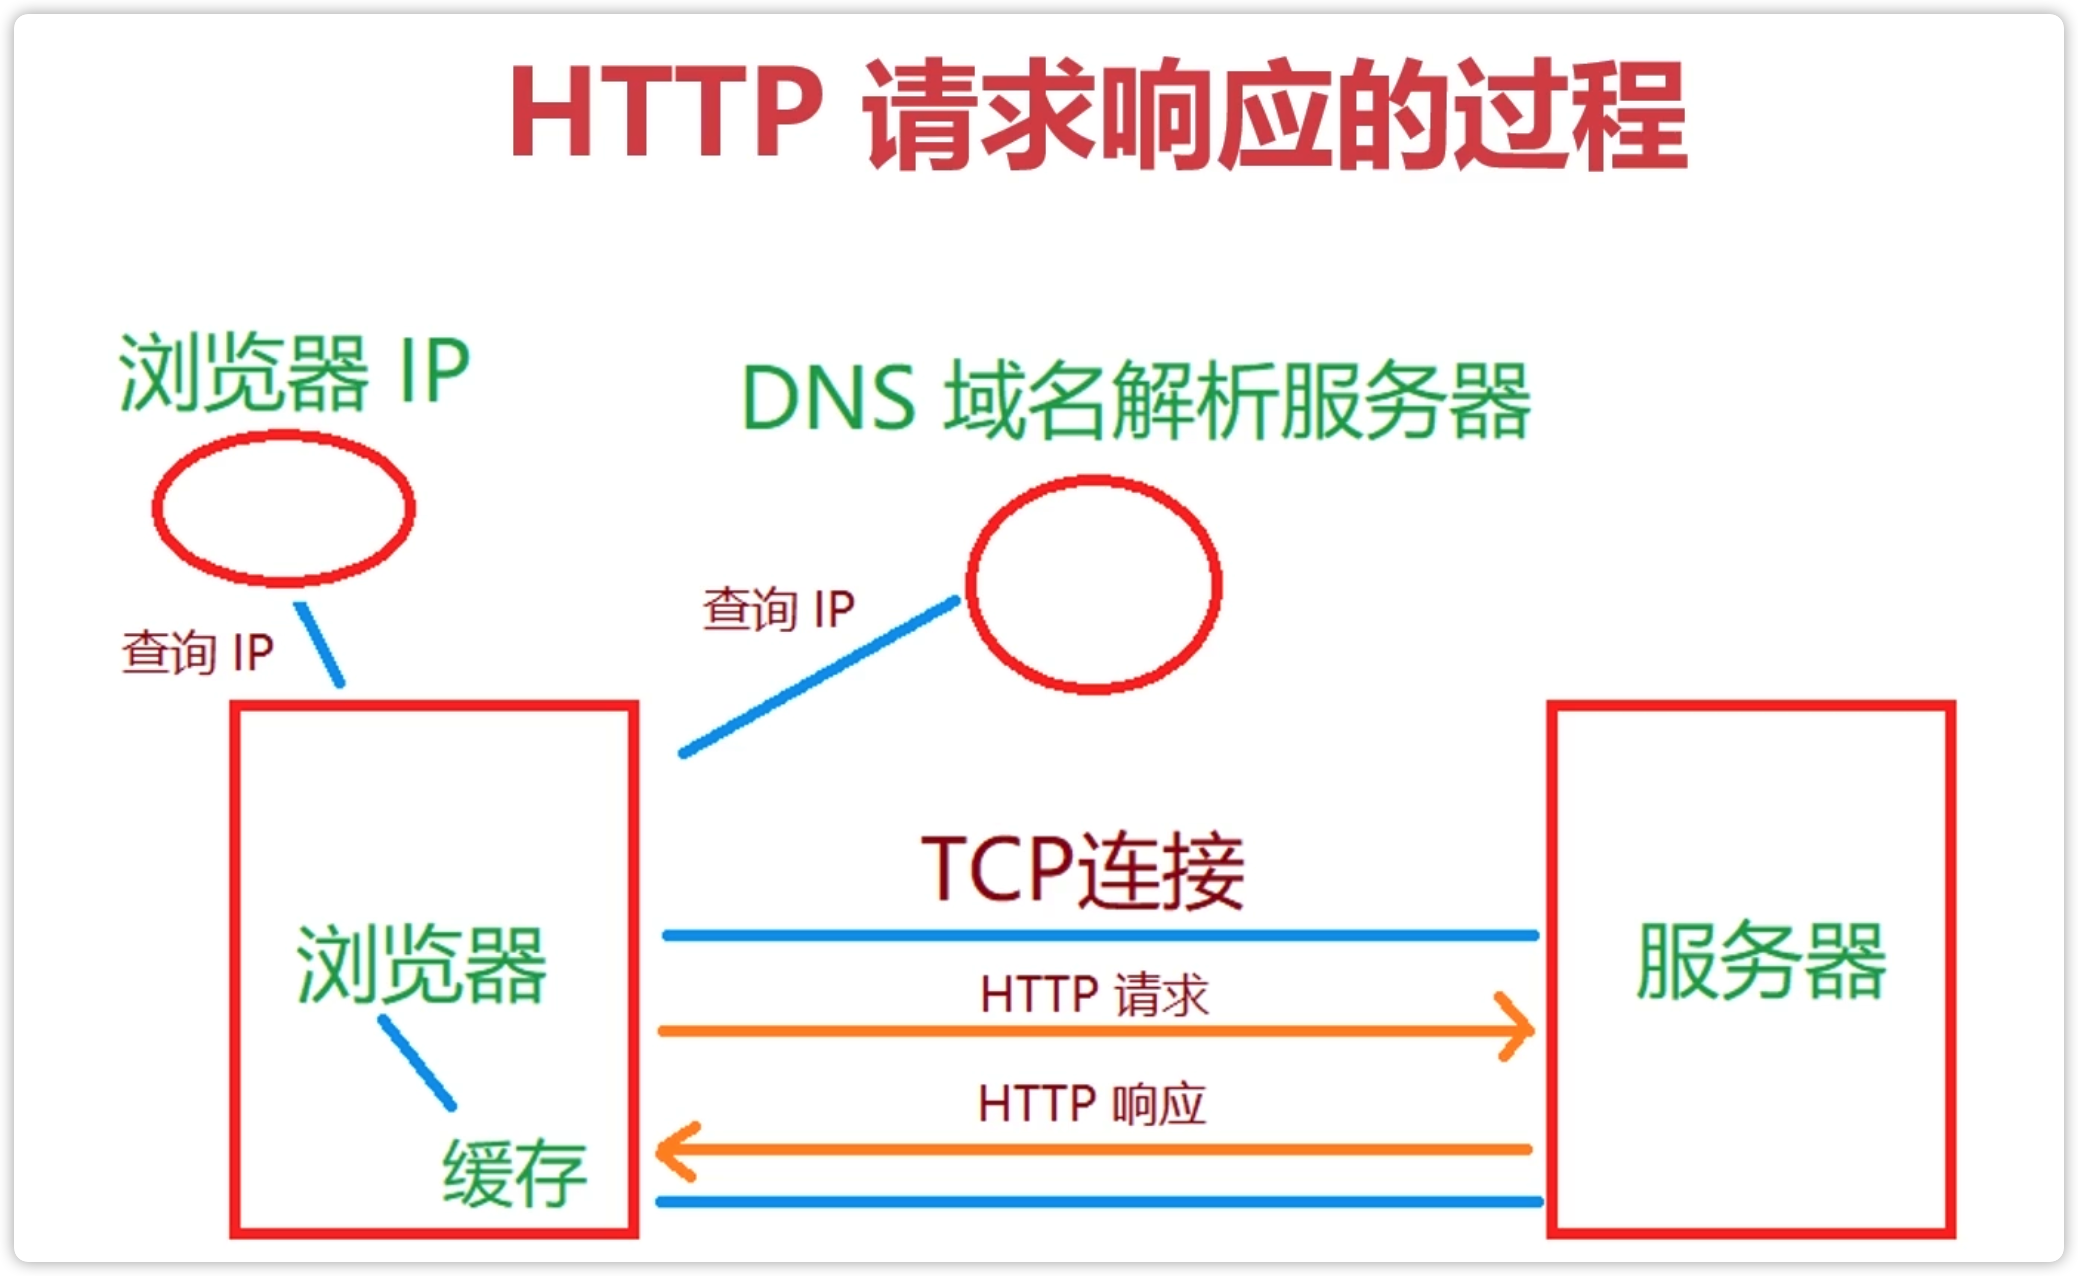 HTTP 请求响应的过程
浏览器 IP
DNS 域名解析服务器
查询 IP
查询 IP
TCP连接
浏览器
服务器
HTTP 请求
HTTP 响应
缓存